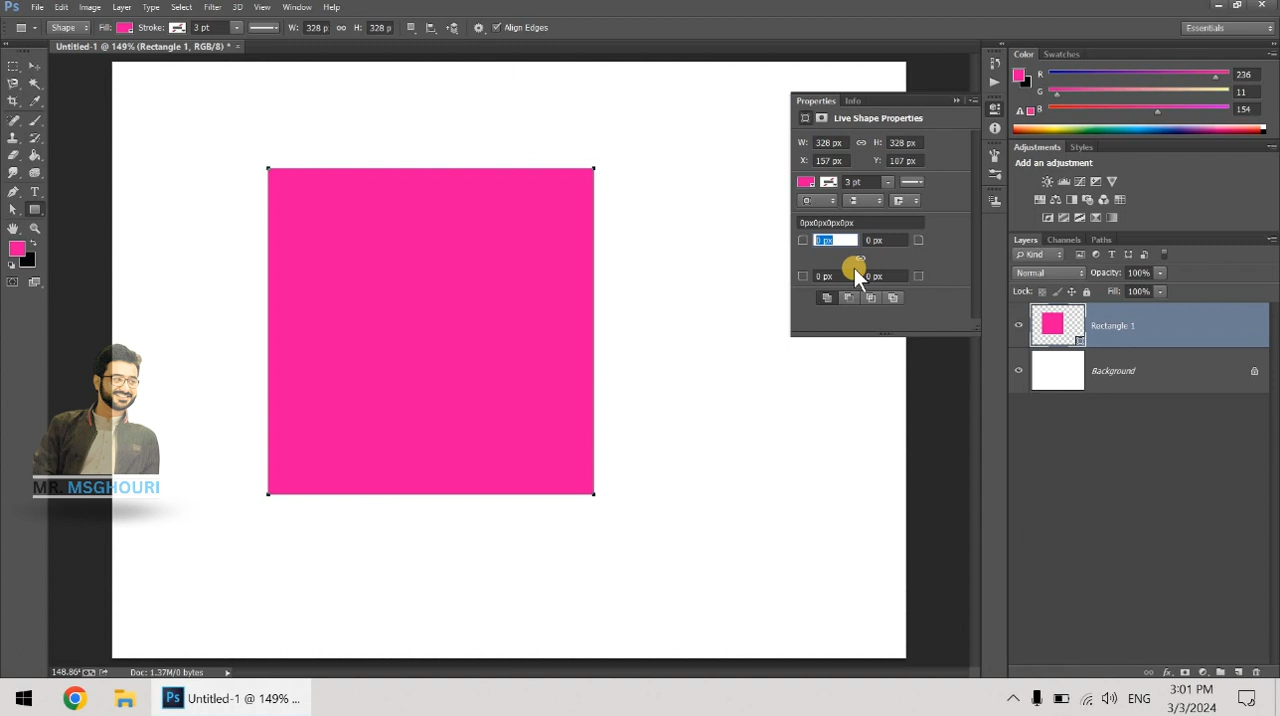 Ps File Edit Image Layer Type Select Filter 3D View Window Help
Shape Fill: Stroke: 3 pt W: 328 p H: 328 p Align Edges Essentials
Untitled-1 @ 149% (Rectangle 1, RGB/8) * ×
Color Swatches
R 236
G 11
B 154
Properties Info
Live Shape Properties
W: 328 px H: 328 px
X: 157 px Y: 107 px
3 pt
0px0px0px0px
0 px 0 px
0 px 0 px
Adjustments Styles
Add an adjustment
Layers Channels Paths
Kind
Normal Opacity: 100%
Lock: Fill: 100%
Rectangle 1
Background
MR. MSGHOURI
Doc: 1.37M/0 bytes
Ps Untitled-1 @ 149% ...
ENG
3:01 PM
3/3/2024